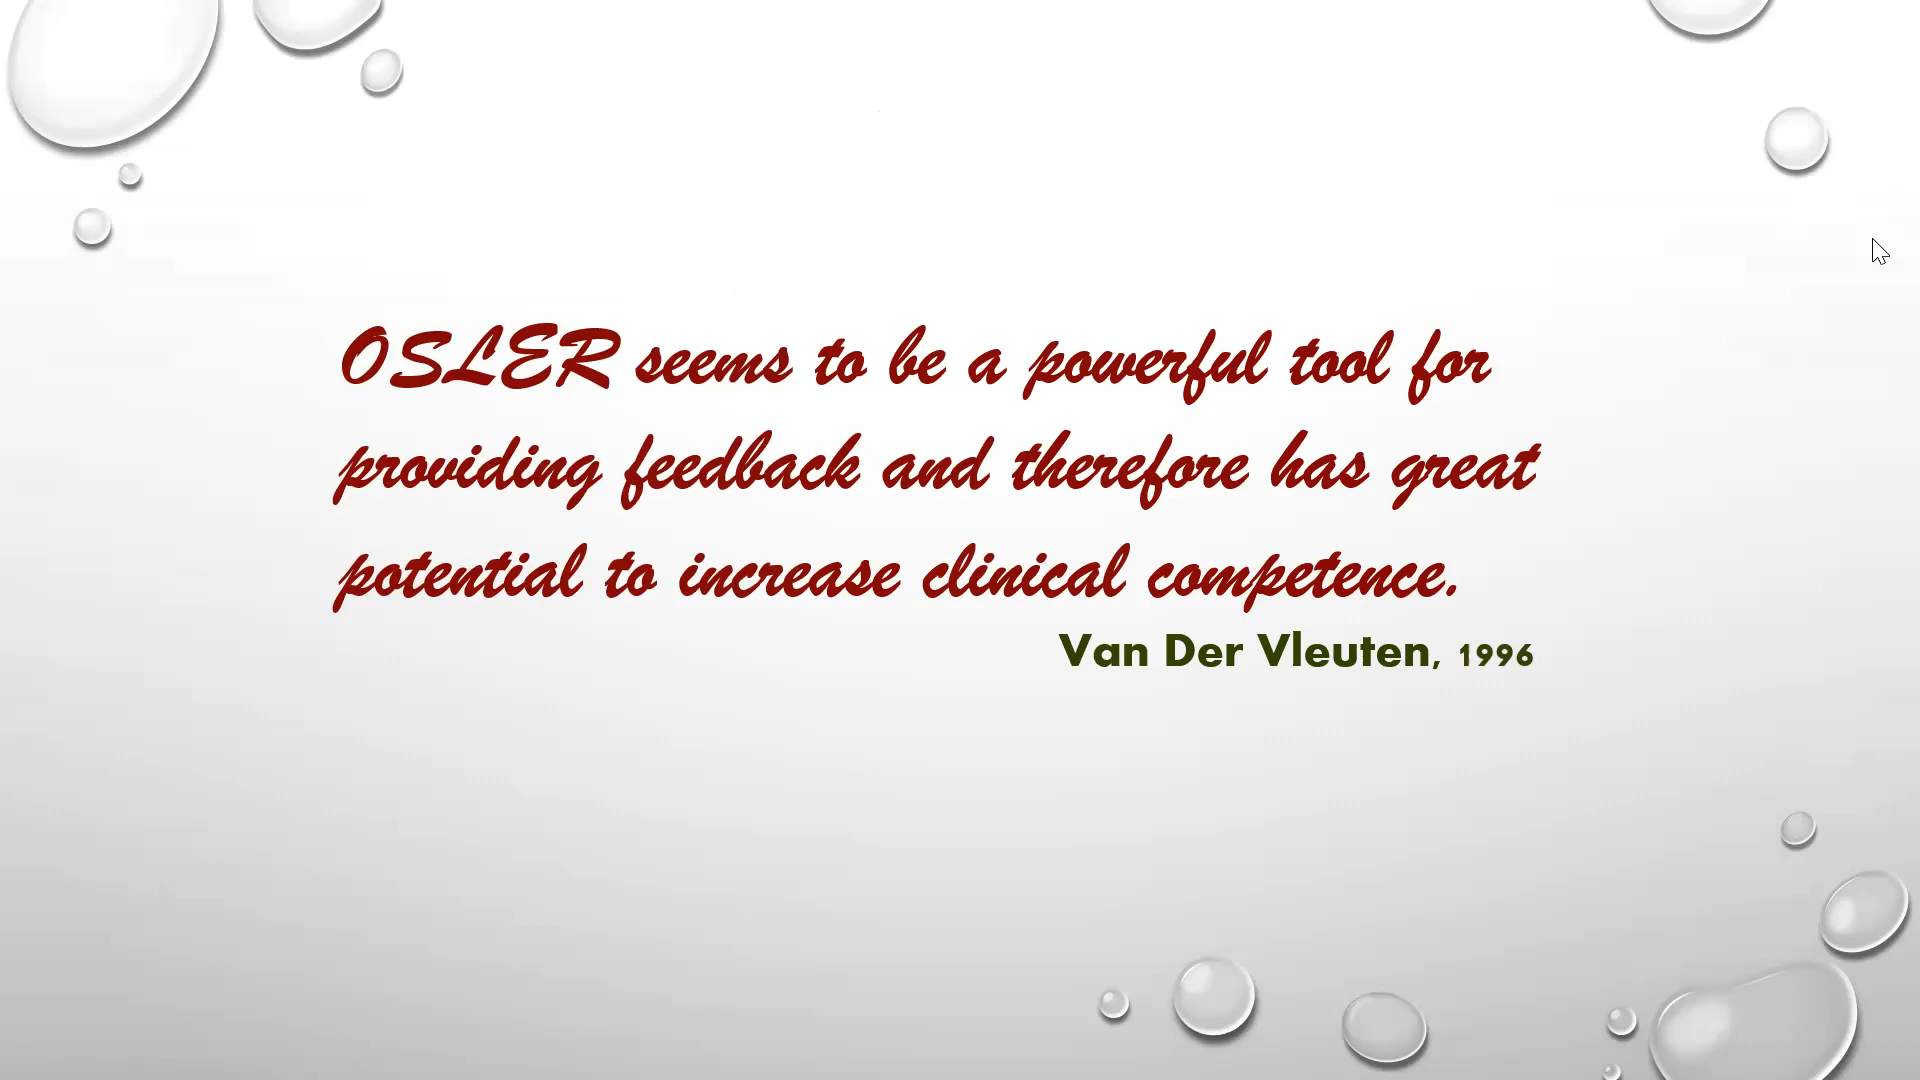 OSLER seems to be a powerful tool for
providing feedback and therefore has great
potential to increase clinical competence.
Van Der Vleuten, 1996